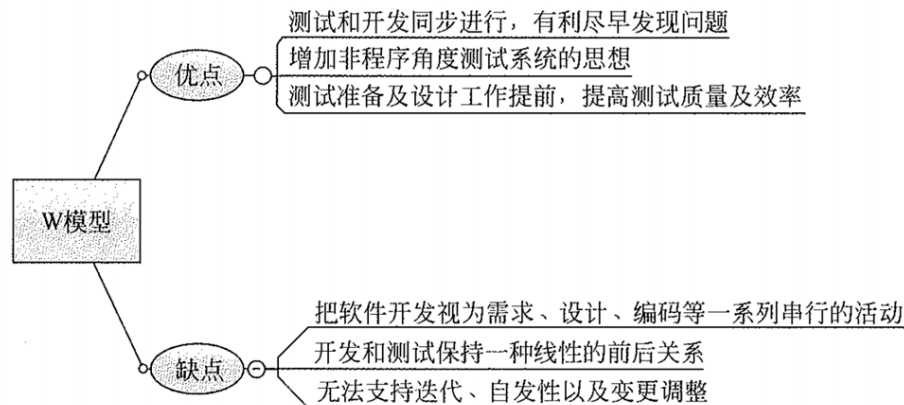 测试和开发同步进行，有利尽早发现问题
优点
增加非程序角度测试系统的思想
测试准备及设计工作提前，提高测试质量及效率
W模型
把软件开发视为需求、设计、编码等一系列串行的活动
缺点
开发和测试保持一种线性的前后关系
无法支持迭代、自发性以及变更调整